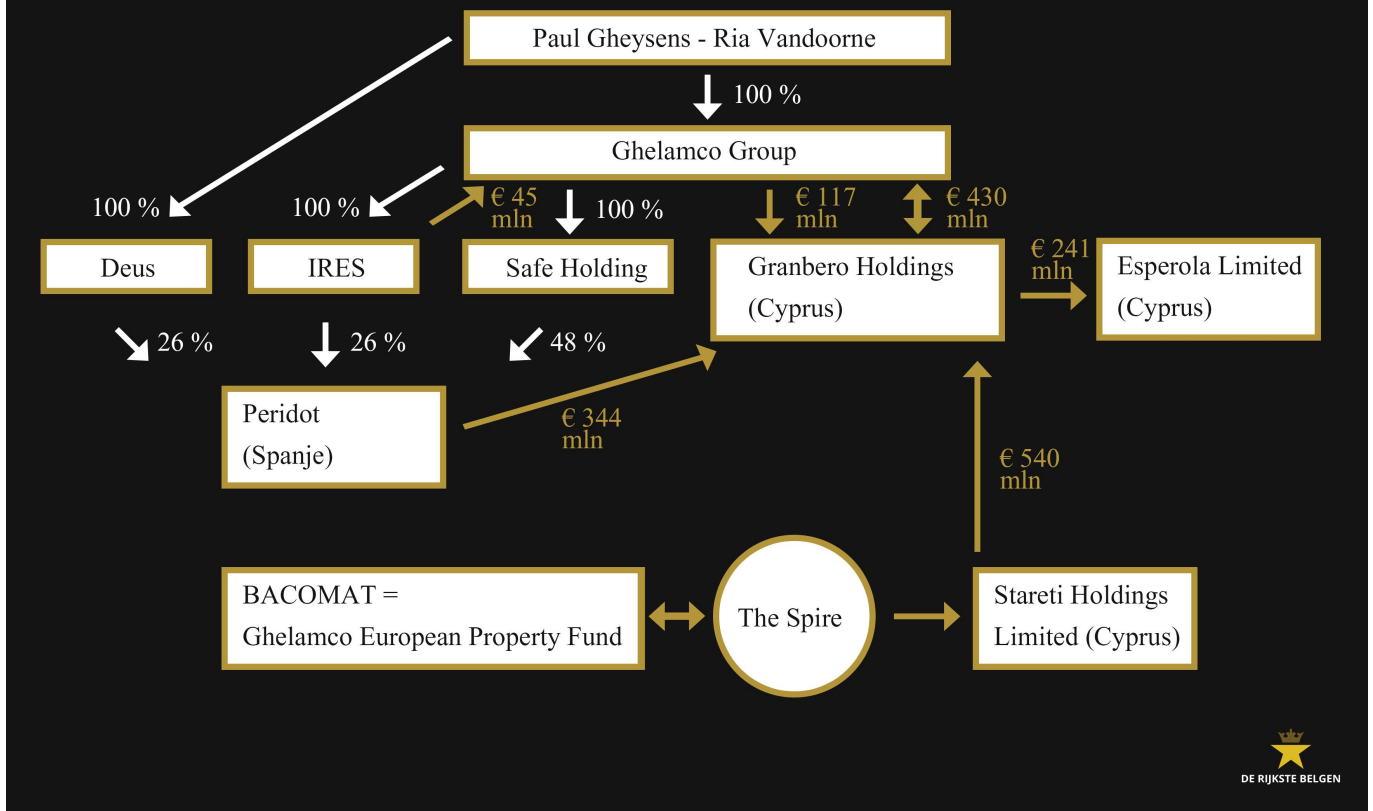 Paul Gheysens - Ria Vandoorne
100 %
Ghelamco Group
100 %
100 %
€ 45
mln
100 %
€ 117
mln
€ 430
mln
Deus
IRES
Safe Holding
Granbero Holdings
(Cyprus)
€ 241
mln
Esperola Limited
(Cyprus)
26 %
26 %
48 %
Peridot
(Spanje)
€ 344
mln
€ 540
mln
BACOMAT =
Ghelamco European Property Fund
The Spire
Stareti Holdings
Limited (Cyprus)
DE RIJKSTE BELGEN